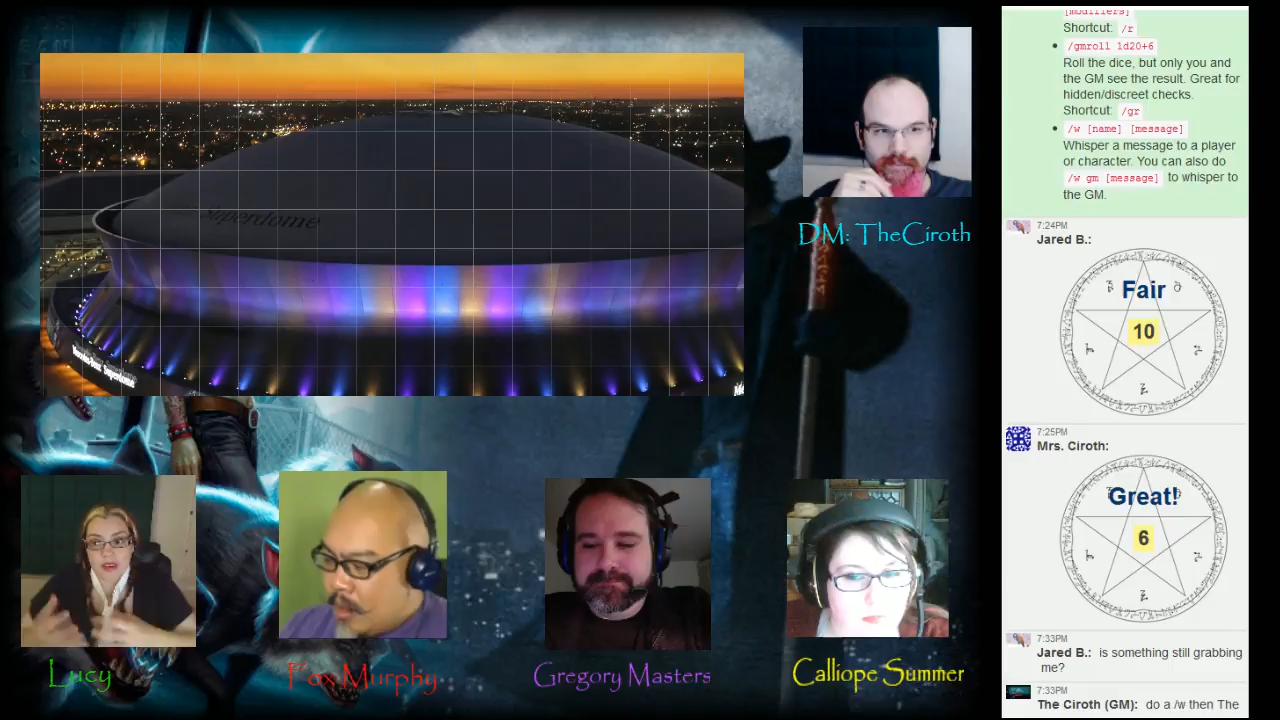 [modifiers]
Shortcut: /r
/gmroll 1d20+6
Roll the dice, but only you and
the GM see the result. Great for
hidden/discreet checks.
Shortcut: /gr
/w [name] [message]
Whisper a message to a player
or character. You can also do
/w gm [message] to whisper to
the GM.
7:24PM
Jared B.:
Fair
10
7:25PM
Mrs. Ciroth:
Great!
6
7:33PM
Jared B.: is something still grabbing
me?
7:33PM
The Ciroth (GM): do a /w then The
Superdome
DM: TheCiroth
Lucy
Fox Murphy
Gregory Masters
Calliope Summer